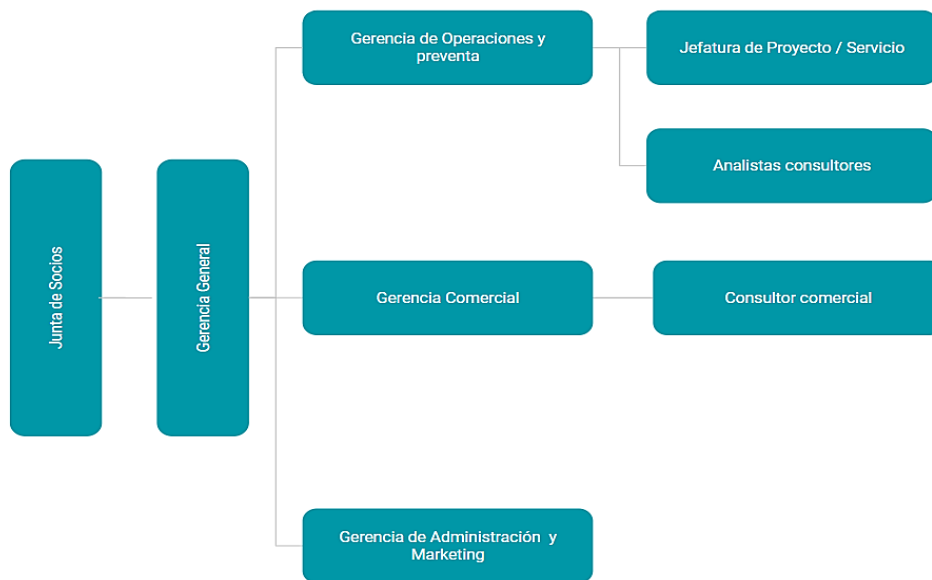 Junta de Socios
Gerencia General
Gerencia de Operaciones y
preventa
Jefatura de Proyecto / Servicio
Analistas consultores
Gerencia Comercial
Consultor comercial
Gerencia de Administración y
Marketing